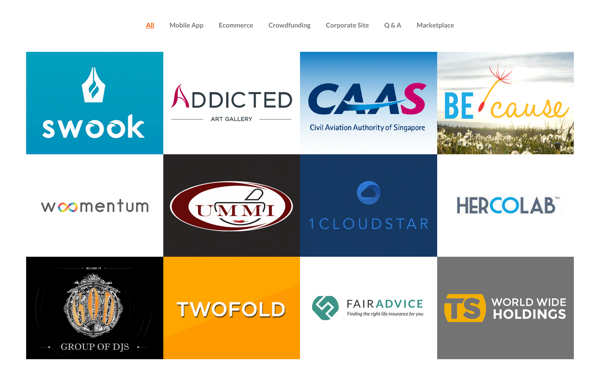 All Mobile App Ecommerce Crowdfunding Corporate Site Q & A Marketplace
swook
ADDICTED
ART GALLERY
CAAS
Civil Aviation Authority of Singapore
BE cause
woomentum
UMMI
1CLOUDSTAR
HERCOLAB™
WELCOME TO
GROUP OF DJS
TWOFOLD
FAIRADVICE
Finding the right life insurance for you
TS WORLD WIDE
HOLDINGS